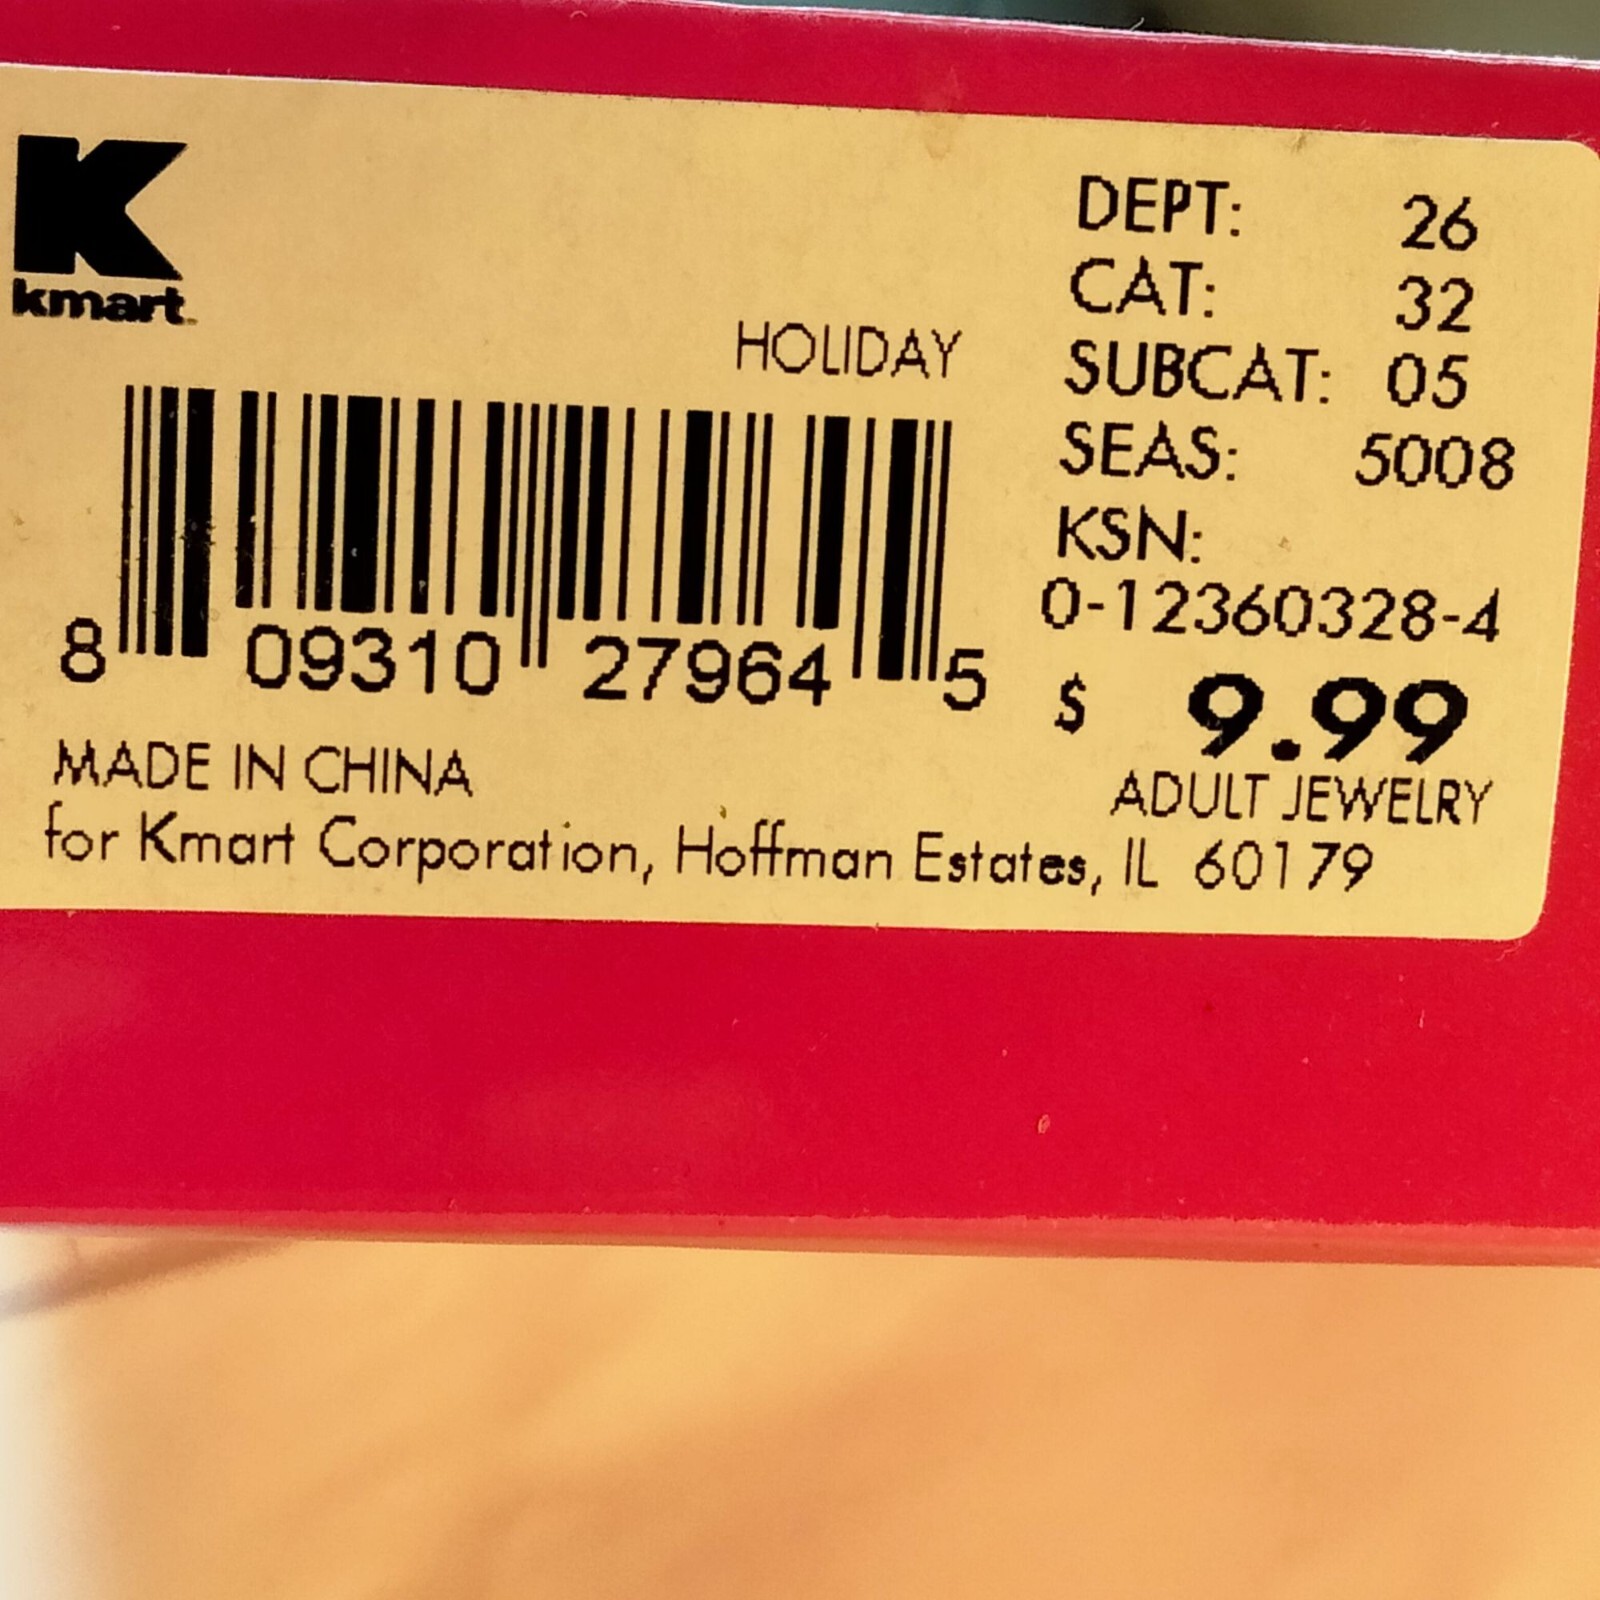 K
kmart
HOLIDAY
8 09310 27964 5
MADE IN CHINA
for Kmart Corporation, Hoffman Estates, IL 60179
DEPT: 26
CAT: 32
SUBCAT: 05
SEAS: 5008
KSN:
0-12360328-4
$ 9.99
ADULT JEWELRY